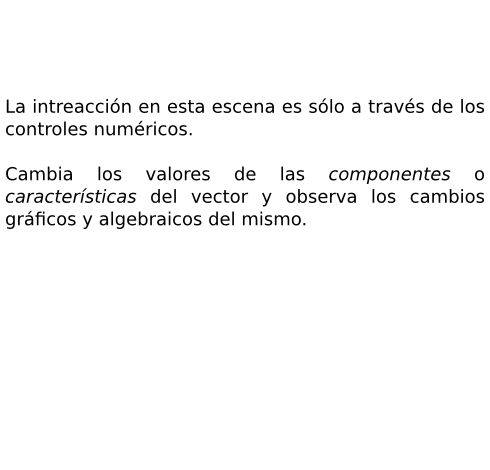 La intreacción en esta escena es sólo a través de los
controles numéricos.
Cambia los valores de las componentes o
características del vector y observa los cambios
gráficos y algebraicos del mismo.